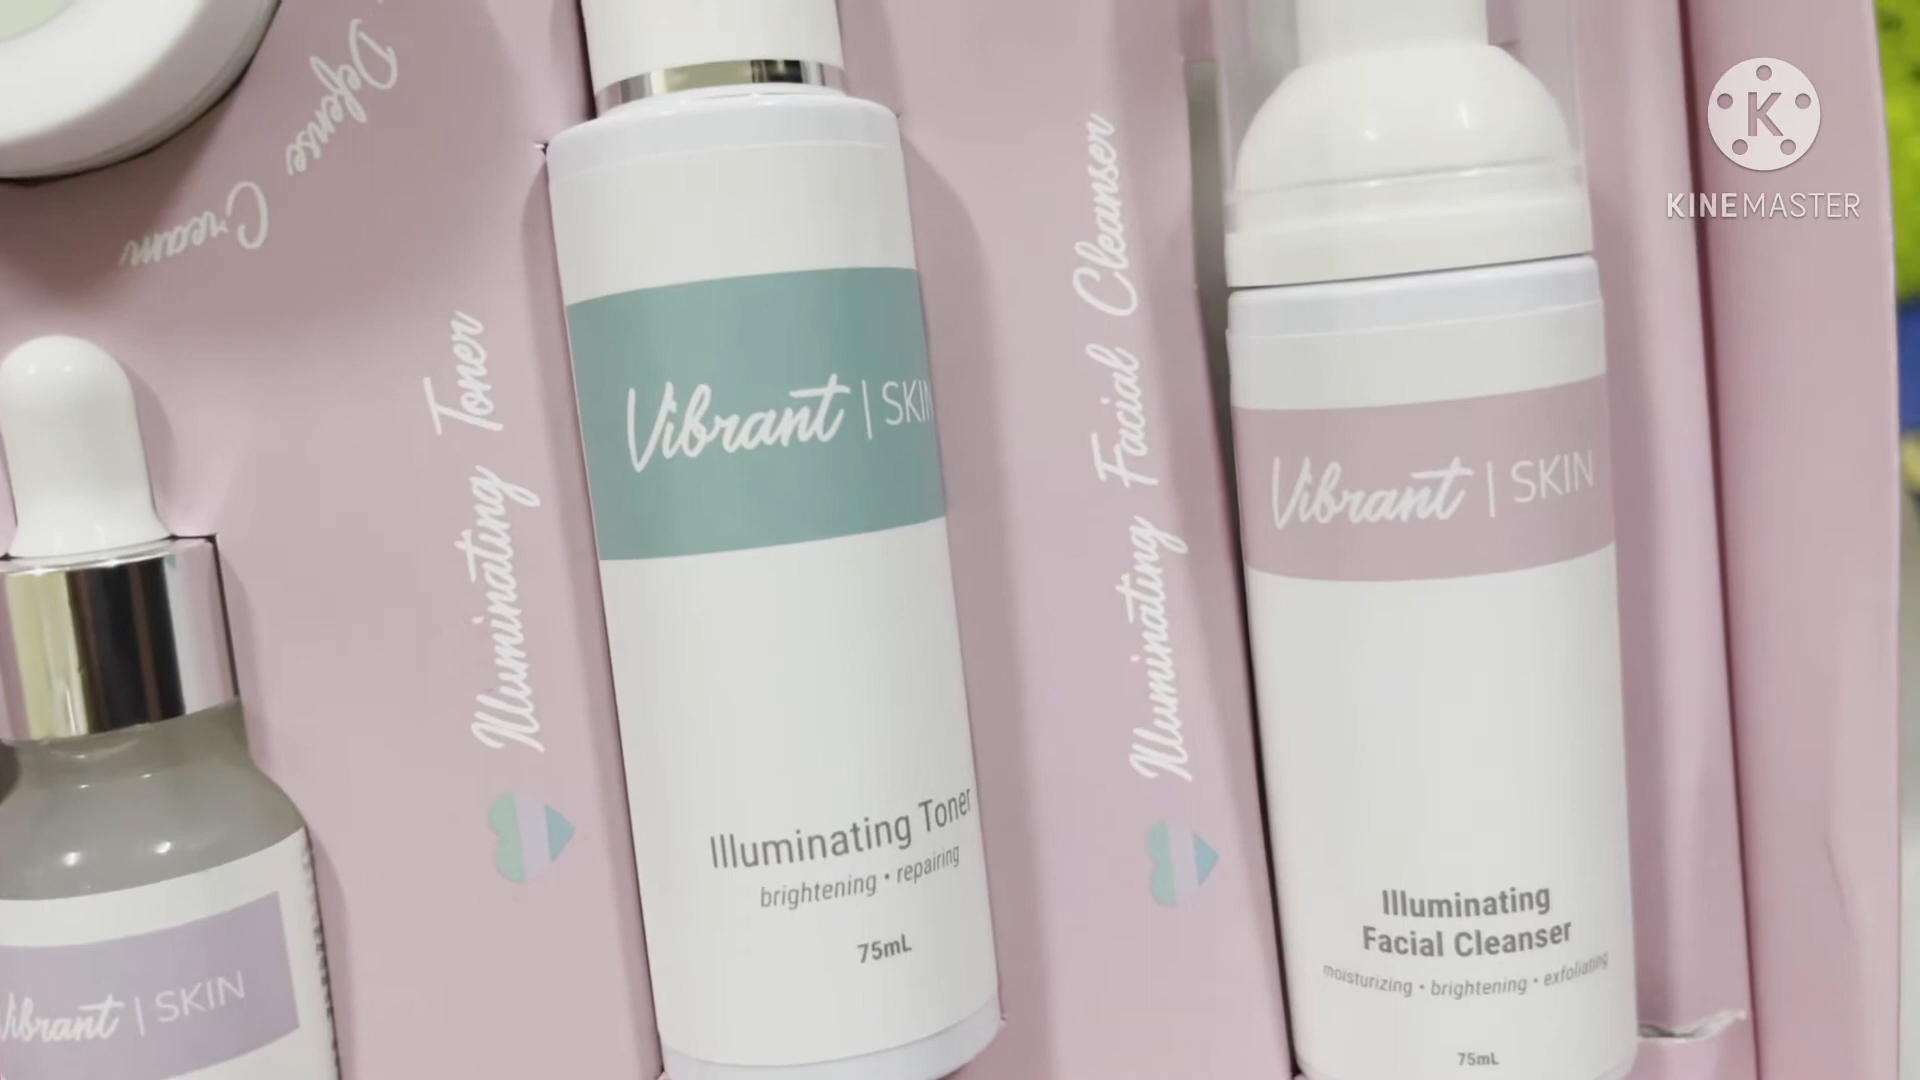 Defense Cream
Illuminating Toner
Vibrant | SKIN
Illuminating Toner
brightening • repairing
75mL
Illuminating Facial Cleanser
Vibrant | SKIN
Illuminating
Facial Cleanser
moisturizing • brightening • exfoliating
75mL
Vibrant | SKIN
K
KINEMASTER